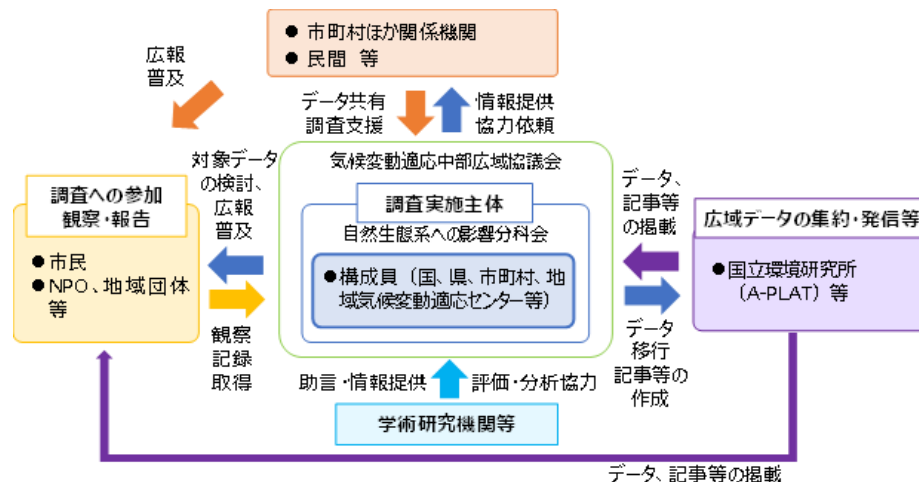 ● 市町村ほか関係機関
● 民間 等
広報
普及
データ共有
調査支援
情報提供
協力依頼
気候変動適応中部広域協議会
対象データ
の検討、
広報
普及
調査への参加
観察・報告
● 市民
● NPO、地域団体
等
調査実施主体
自然生態系への影響分科会
●構成員（国、県、市町村、地
域気候変動適応センター等）
データ、
記事等
の掲載
広域データの集約・発信等
●国立環境研究所
（A-PLAT）等
観察
記録
取得
データ
移行
記事等の
作成
助言・情報提供
評価・分析協力
学術研究機関等
データ、記事等の掲載